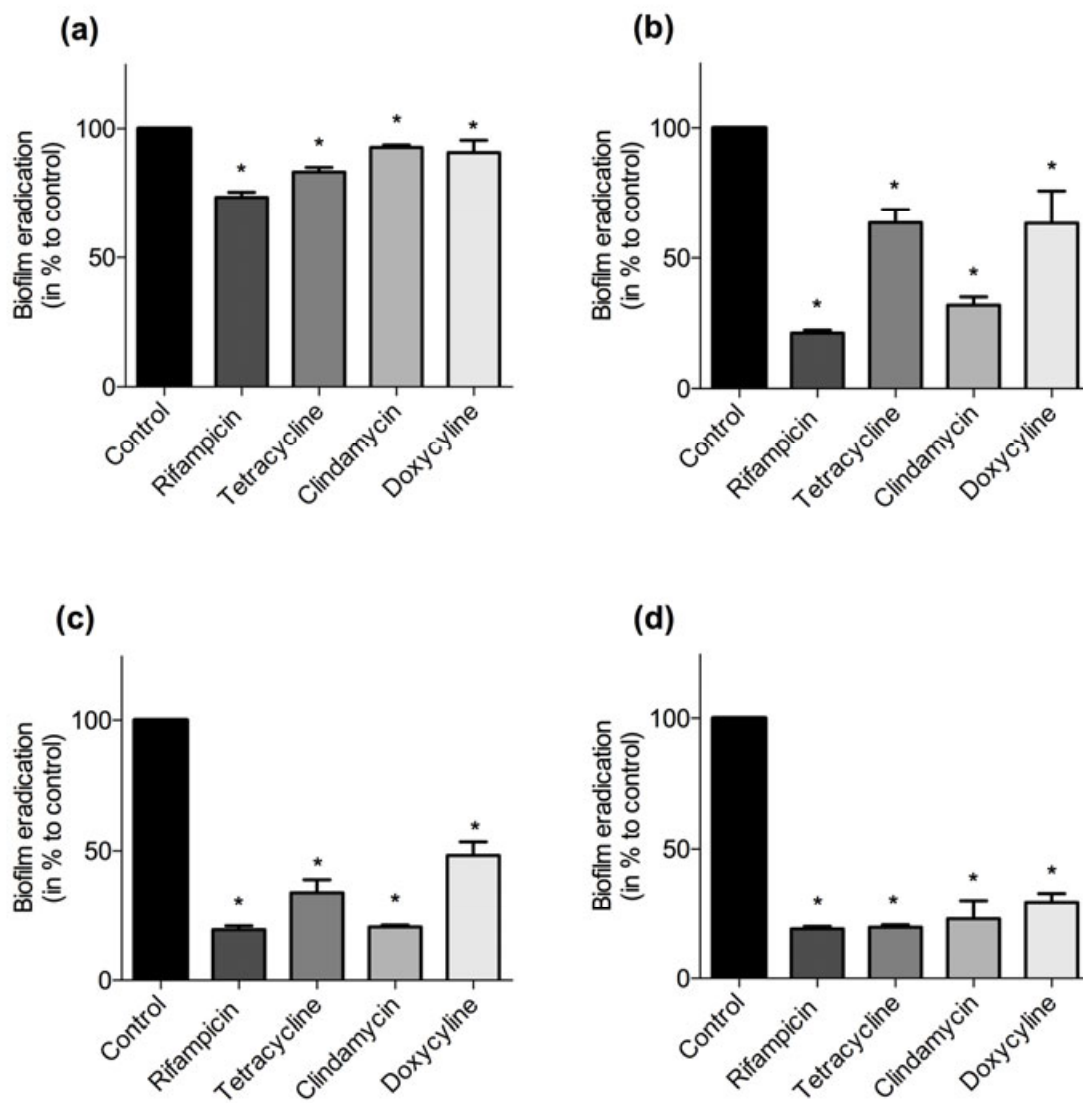 (a)
Biofilm eradication
(in % to control)
100
50
0
Control
Rifampicin
Tetracycline
Clindamycin
Doxycyline
*
*
*
*
(b)
Biofilm eradication
(in % to control)
100
50
0
Control
Rifampicin
Tetracycline
Clindamycin
Doxycyline
*
*
*
*
(c)
Biofilm eradication
(in % to control)
100
50
0
Control
Rifampicin
Tetracycline
Clindamycin
Doxycyline
*
*
*
*
(d)
Biofilm eradication
(in % to control)
100
50
0
Control
Rifampicin
Tetracycline
Clindamycin
Doxycyline
*
*
*
*